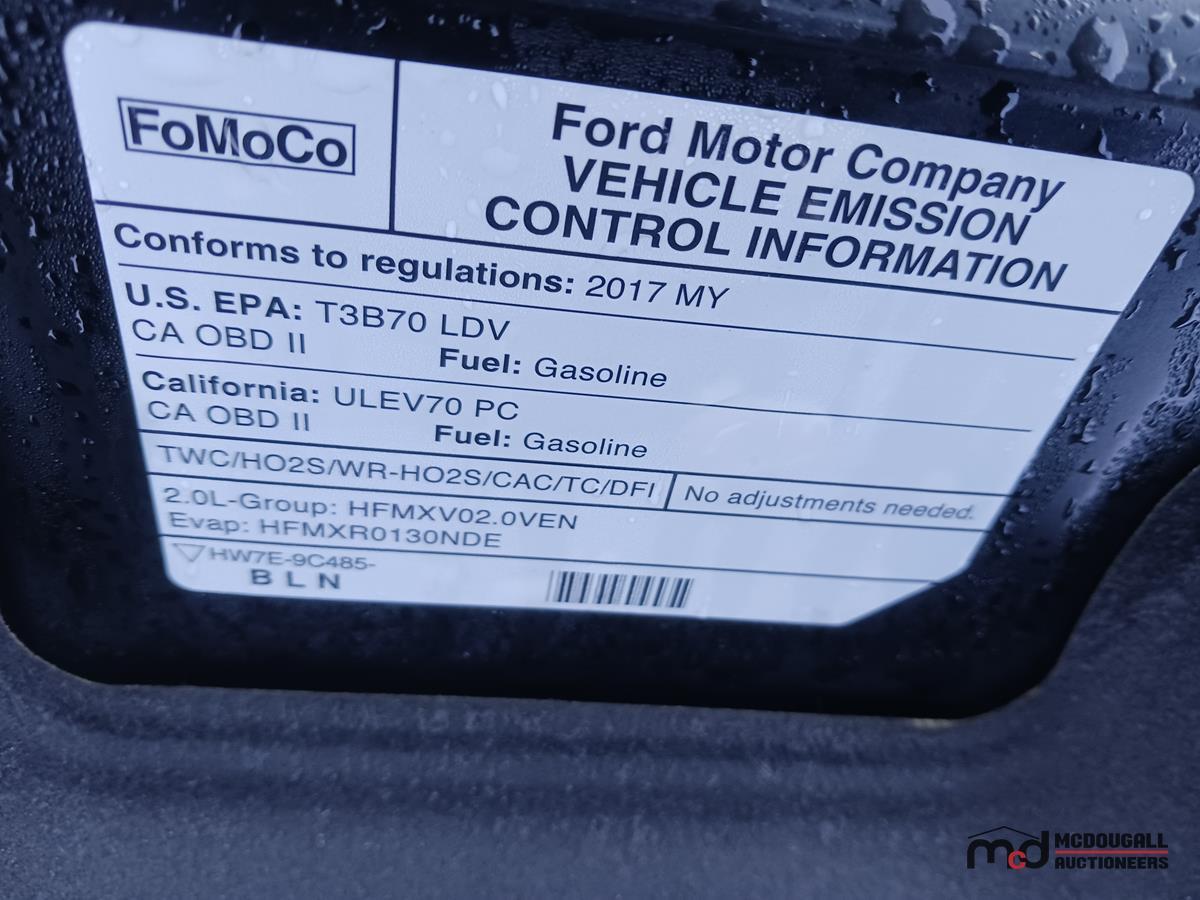 FoMoCo
Ford Motor Company
VEHICLE EMISSION
CONTROL INFORMATION
Conforms to regulations: 2017 MY
U.S. EPA: T3B70 LDV
CA OBD II Fuel: Gasoline
California: ULEV70 PC
CA OBD II Fuel: Gasoline
TWC/HO2S/WR-HO2S/CAC/TC/DFI No adjustments needed.
2.0L-Group: HFMXV02.0VEN
Evap: HFMXR0130NDE
HW7E-9C485-
B L N
mcd MCDOUGALL
AUCTIONEERS